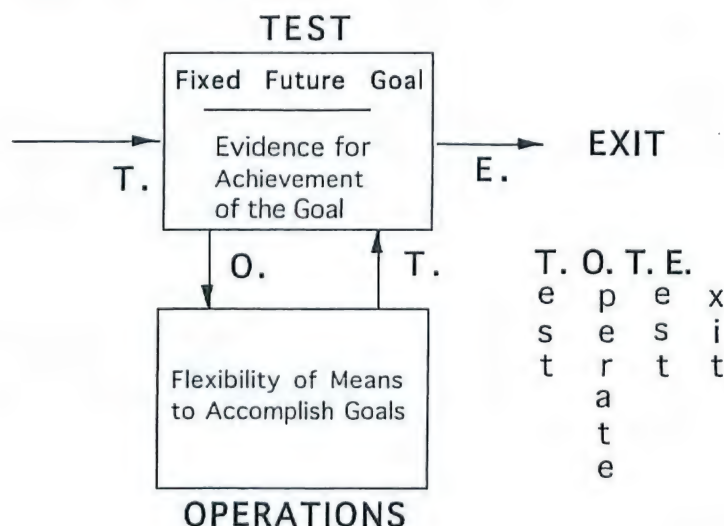 TEST
Fixed Future Goal
Evidence for
Achievement
of the Goal
T.
E.
EXIT
O.
T.
Flexibility of Means
to Accomplish Goals
OPERATIONS
T. O. T. E.
e p e x
s e s i
t r t t
a
t
e